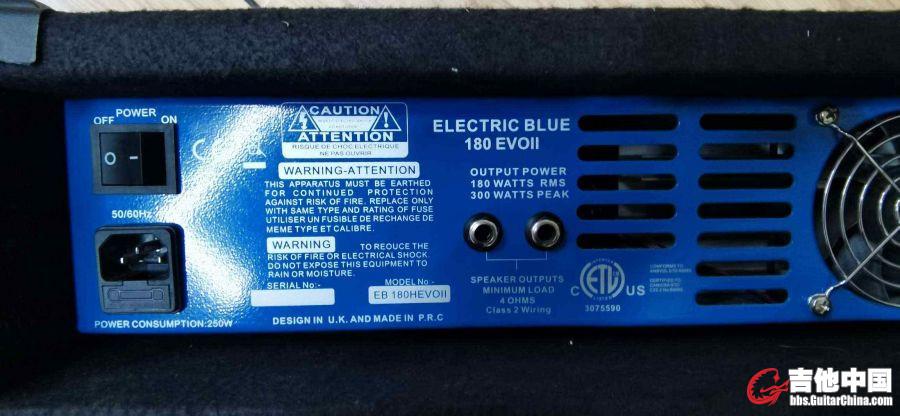 POWER
OFF ON
50/60Hz
POWER CONSUMPTION:250W
CAUTION
ATTENTION
RISQUE DE CHOC ELECTRIQUE
NE PAS OUVRIR
WARNING-ATTENTION
THIS APPARATUS MUST BE EARTHED
FOR CONTINUED PROTECTION
AGAINST RISK OF FIRE. REPLACE ONLY
WITH SAME TYPE AND RATING OF FUSE
UTILISER UN FUSIBLE DE RECHANGE DE
MEME TYPE ET CALIBRE.
WARNING TO REOUCE THE
RISK OF FIRE OR ELECTRICAL SHOCK.
DO NOT EXPOSE THIS EQUIPMENT TO
RAIN OR MOISTURE.
SERIAL No:- MODEL No:-
EB 180HEVOII
DESIGN IN U.K. AND MADE IN P.R.C
ELECTRIC BLUE
180 EVOII
OUTPUT POWER
180 WATTS RMS
300 WATTS PEAK
SPEAKER OUTPUTS
MINIMUM LOAD
4 OHMS
Class 2 Wiring
C ETL US
LISTED
3075590
吉他中国
bbs.GuitarChina.com